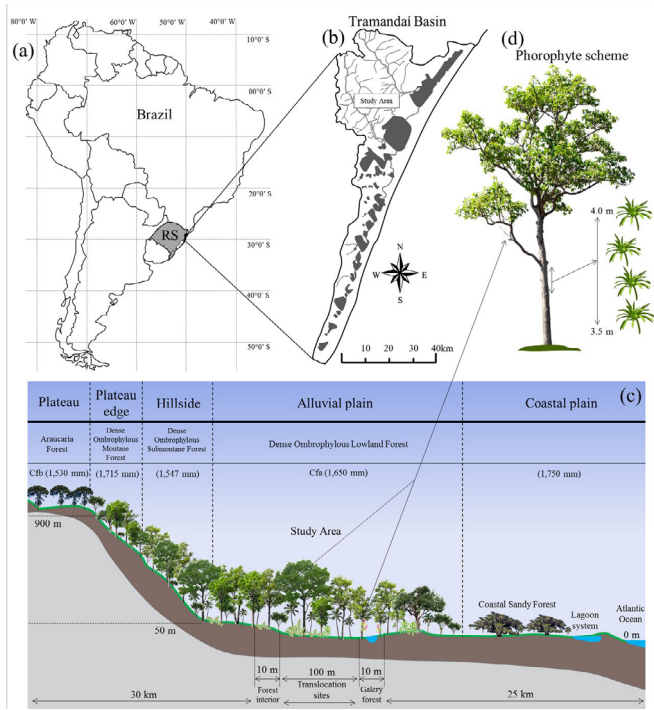 80°0' W
60°0' W
40°0' W
(a)
10°0' S
00°0' S
Brazil
20°0' S
RS
30°0' S
40°0' S
50°0' S
Tramandaí Basin
(b)
Study Area
N
W
E
S
0
10
20
30
40km
(d)
Phorophyte scheme
4.0 m
3.5 m
(c)
Plateau
Plateau
edge
Hillside
Alluvial plain
Coastal plain
Araucaria
Forest
Dense
Ombrophylous
Montane
Forest
Dense
Ombrophylous
Submontane Forest
Dense Ombrophylous Lowland Forest
Cfb (1,530 mm)
(1,715 mm)
(1,547 mm)
Cfa (1,650 mm)
(1,750 mm)
900 m
Study Area
50 m
Coastal Sandy Forest
Lagoon
system
Atlantic
Ocean
0 m
10 m
100 m
10 m
Forest
interior
Translocation
sites
Galery
forest
30 km
25 km